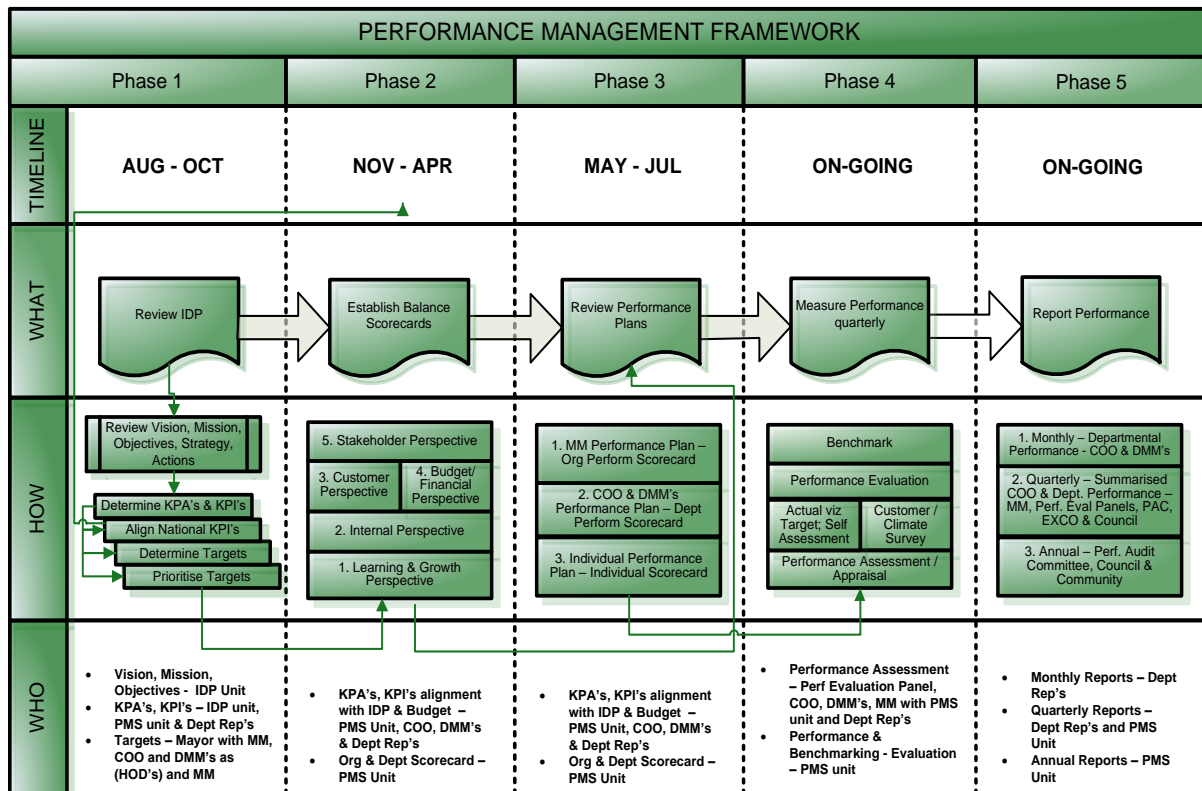 PERFORMANCE MANAGEMENT FRAMEWORK
Phase 1
Phase 2
Phase 3
Phase 4
Phase 5
TIMELINE
AUG - OCT
NOV - APR
MAY - JUL
ON-GOING
ON-GOING
WHAT
Review IDP
Establish Balance
Scorecards
Review Performance
Plans
Measure Performance
quarterly
Report Performance
HOW
Review Vision, Mission,
Objectives, Strategy,
Actions
Determine KPA's & KPI's
Align National KPI's
Determine Targets
Prioritise Targets
5. Stakeholder Perspective
3. Customer
Perspective
4. Budget/
Financial
Perspective
2. Internal Perspective
1. Learning & Growth
Perspective
1. MM Performance Plan –
Org Perform Scorecard
2. COO & DMM's
Performance Plan – Dept
Perform Scorecard
3. Individual Performance
Plan – Individual Scorecard
Benchmark
Performance Evaluation
Actual viz
Target; Self
Assessment
Customer /
Climate
Survey
Performance Assessment /
Appraisal
1. Monthly – Departmental
Performance - COO & DMM's
2. Quarterly – Summarised
COO & Dept. Performance –
MM, Perf. Eval Panels, PAC,
EXCO & Council
3. Annual – Perf. Audit
Committee, Council &
Community
WHO
• Vision, Mission,
Objectives - IDP Unit
• KPA's, KPI's – IDP unit,
PMS unit & Dept Rep's
• Targets – Mayor with MM,
COO and DMM's as
(HOD's) and MM
• KPA's, KPI's alignment
with IDP & Budget –
PMS Unit, COO, DMM's
& Dept Rep's
• Org & Dept Scorecard –
PMS Unit
• KPA's, KPI's alignment
with IDP & Budget –
PMS Unit, COO, DMM's
& Dept Rep's
• Org & Dept Scorecard –
PMS Unit
• Performance Assessment
– Perf Evaluation Panel,
COO, DMM's, MM with PMS
unit and Dept Rep's
• Performance &
Benchmarking - Evaluation
– PMS unit
• Monthly Reports – Dept
Rep's
• Quarterly Reports –
Dept Rep's and PMS
Unit
• Annual Reports – PMS
Unit